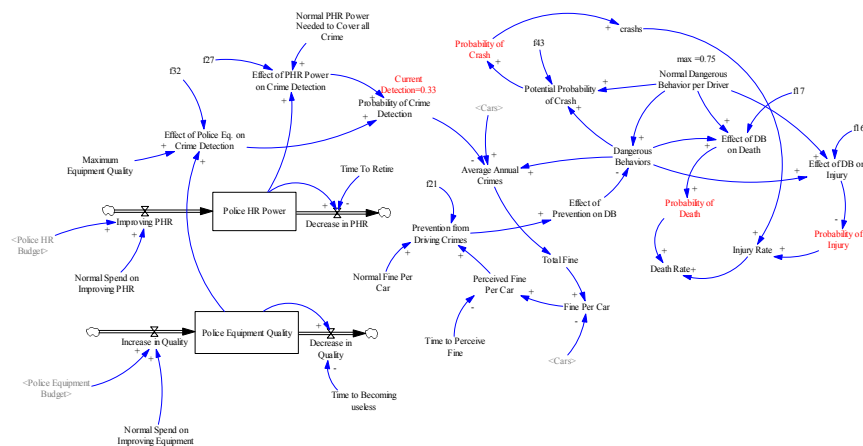 Normal PHR Power
Needed to Cover all
Crime
f27
f32
Effect of PHR Power
on Crime Detection
Current
Detection=0.33
Probability of Crime
Detection
Effect of Police Eq. on
Crime Detection
Maximum
Equipment Quality
Time To Retire
Police HR Power
Improving PHR
Decrease in PHR
<Police HR
Budget>
Normal Spend on
Improving PHR
Police Equipment Quality
Increase in Quality
Decrease in
Quality
<Police Equipment
Budget>
Normal Spend on
Improving Equipment
Time to Becoming
useless
Probability of
Crash
crashs
f43
max =0.75
Normal Dangerous
Behavior per Driver
f17
Potential Probability
of Crash
<Cars>
Dangerous
Behaviors
Effect of DB
on Death
f16
Effect of DB on
Injury
Average Annual
Crimes
f21
Effect of
Prevention on DB
Probability of
Death
Probability of
Injury
Prevention from
Driving Crimes
Normal Fine Per
Car
Total Fine
Injury Rate
Death Rate
Perceived Fine
Per Car
Fine Per Car
Time to Perceive
Fine
<Cars>